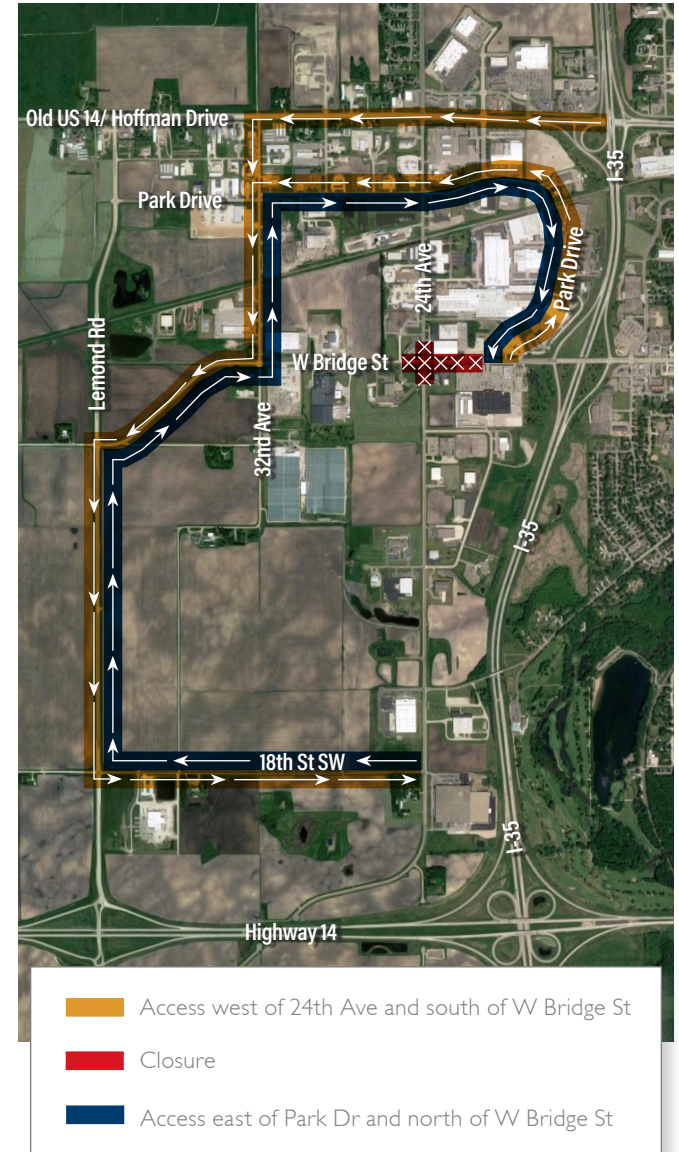 Old US 14/ Hoffman Drive
I-35
Park Drive
24th Ave
Park Drive
Lemond Rd
W Bridge St
32nd Ave
I-35
18th St SW
I-35
Highway 14
Access west of 24th Ave and south of W Bridge St
Closure
Access east of Park Dr and north of W Bridge St